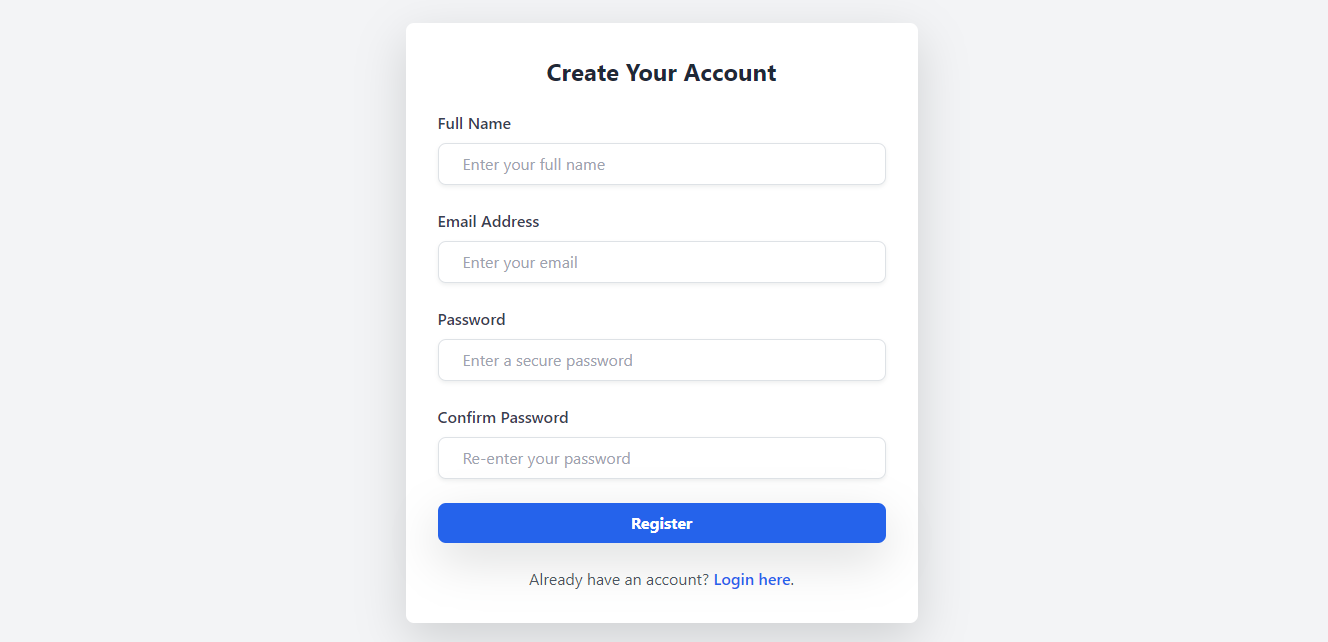 Create Your Account
Full Name
Enter your full name
Email Address
Enter your email
Password
Enter a secure password
Confirm Password
Re-enter your password
Register
Already have an account? Login here.